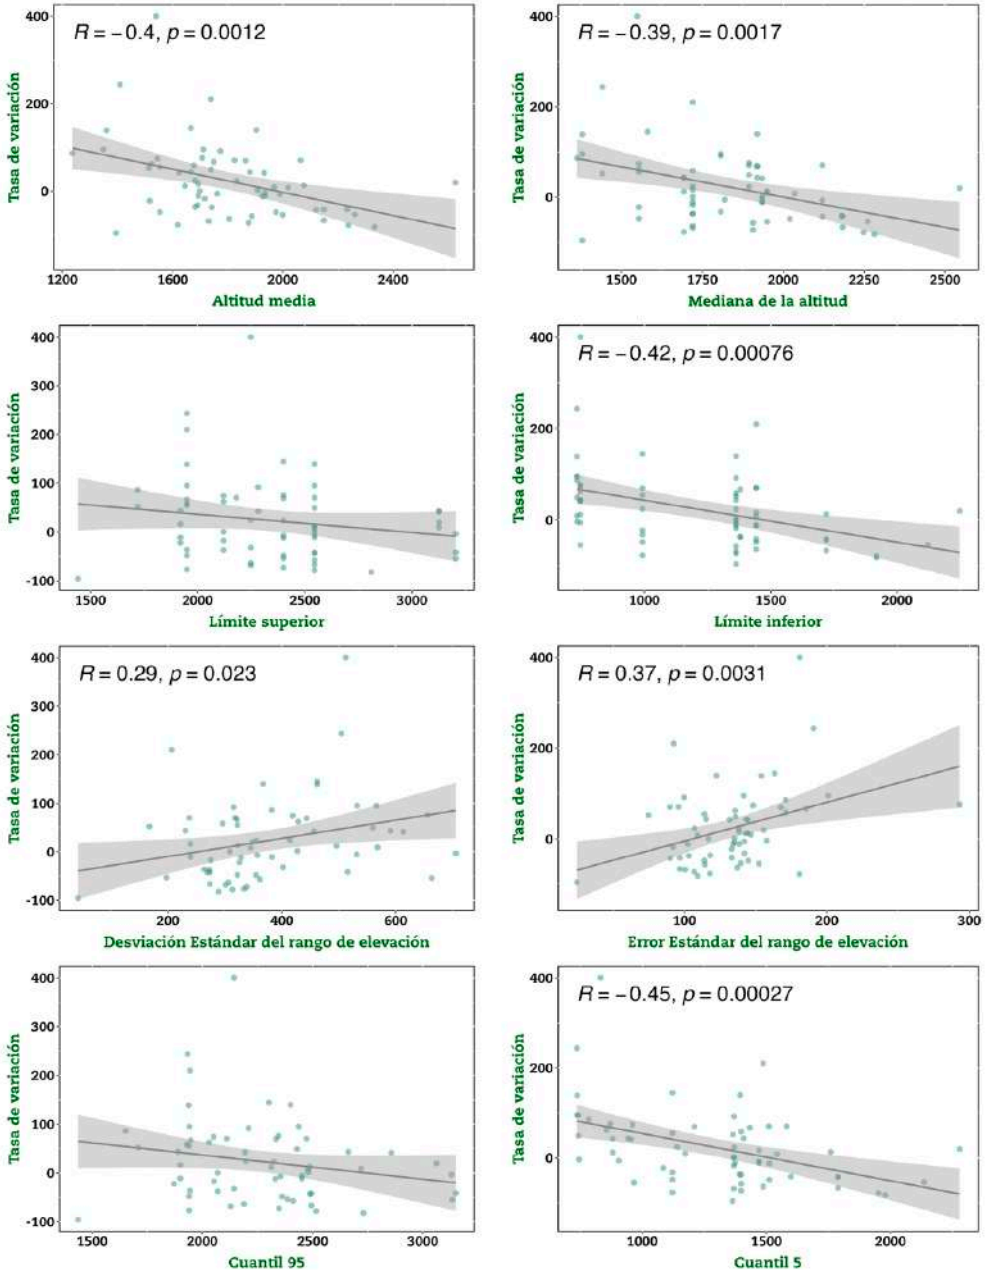 R = −0.4, p = 0.0012
400
200
0
Tasa de variación
1200 1600 2000 2400
Altitud media
R = −0.39, p = 0.0017
400
200
0
Tasa de variación
1500 1750 2000 2250 2500
Mediana de la altitud
400
300
200
100
0
-100
Tasa de variación
1500 2000 2500 3000
Límite superior
R = −0.42, p = 0.00076
400
200
0
Tasa de variación
1000 1500 2000
Límite inferior
R = 0.29, p = 0.023
400
300
200
100
0
-100
Tasa de variación
200 400 600
Desviación Estándar del rango de elevación
R = 0.37, p = 0.0031
400
200
0
Tasa de variación
100 200 300
Error Estándar del rango de elevación
400
300
200
100
0
-100
Tasa de variación
1500 2000 2500 3000
Cuantil 95
R = −0.45, p = 0.00027
400
200
0
Tasa de variación
1000 1500 2000
Cuantil 5